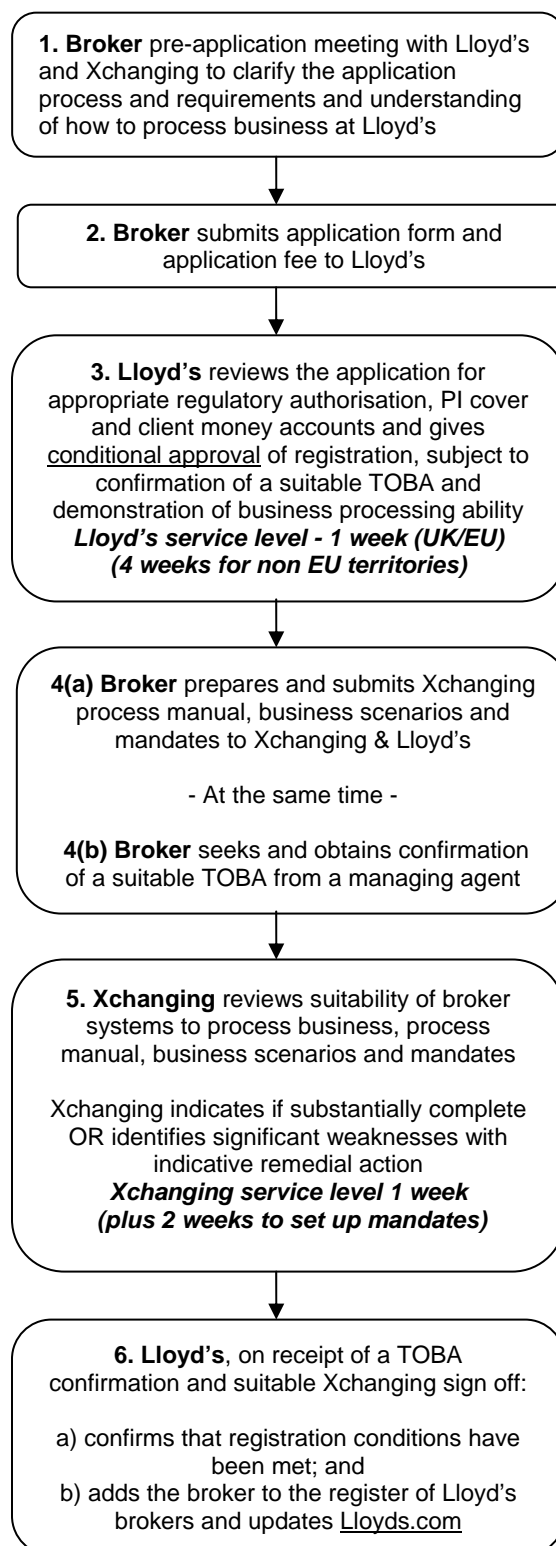 1. Broker pre-application meeting with Lloyd's
and Xchanging to clarify the application
process and requirements and understanding
of how to process business at Lloyd's
2. Broker submits application form and
application fee to Lloyd's
3. Lloyd's reviews the application for
appropriate regulatory authorisation, PI cover
and client money accounts and gives
conditional approval of registration, subject to
confirmation of a suitable TOBA and
demonstration of business processing ability
Lloyd's service level - 1 week (UK/EU)
(4 weeks for non EU territories)
4(a) Broker prepares and submits Xchanging
process manual, business scenarios and
mandates to Xchanging & Lloyd's
- At the same time -
4(b) Broker seeks and obtains confirmation
of a suitable TOBA from a managing agent
5. Xchanging reviews suitability of broker
systems to process business, process
manual, business scenarios and mandates
Xchanging indicates if substantially complete
OR identifies significant weaknesses with
indicative remedial action
Xchanging service level 1 week
(plus 2 weeks to set up mandates)
6. Lloyd's, on receipt of a TOBA
confirmation and suitable Xchanging sign off:
a) confirms that registration conditions have
been met; and
b) adds the broker to the register of Lloyd's
brokers and updates Lloyds.com